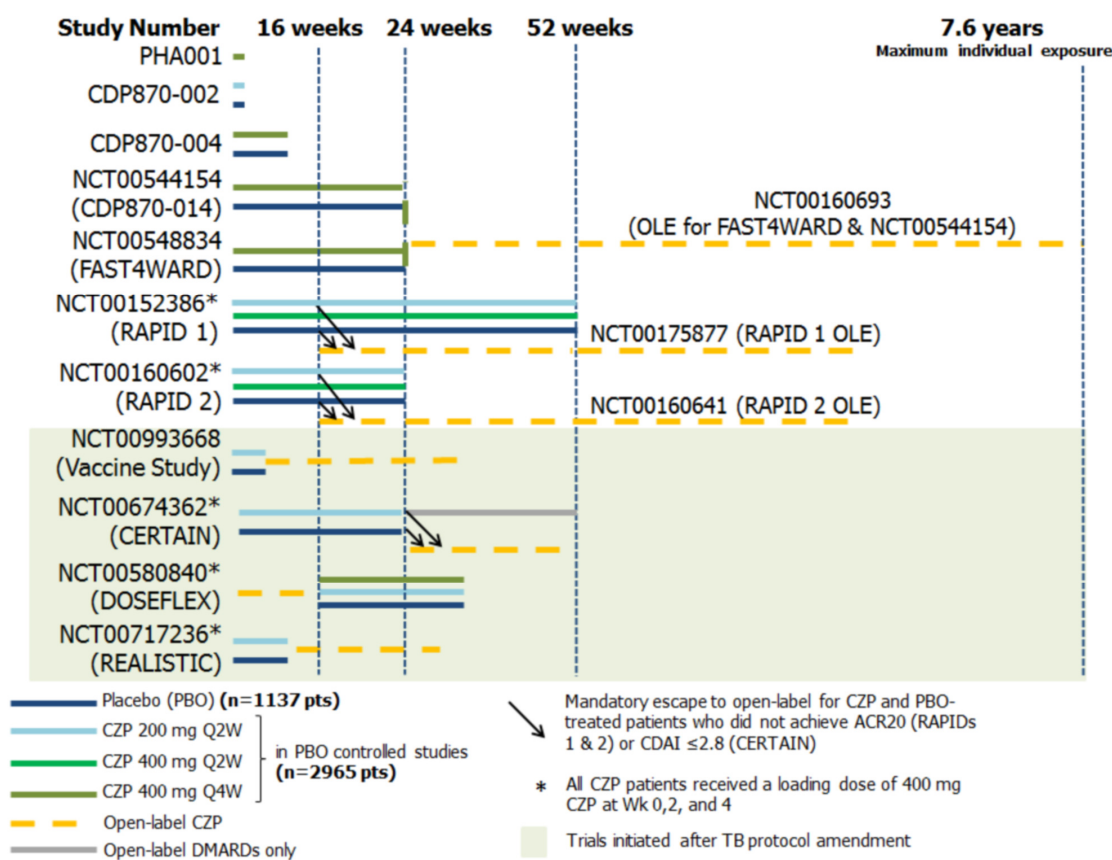 Study Number 16 weeks 24 weeks 52 weeks 7.6 years
Maximum individual exposure
PHA001
CDP870-002
CDP870-004
NCT00544154
(CDP870-014)
NCT00160693
(OLE for FAST4WARD & NCT00544154)
NCT00548834
(FAST4WARD)
NCT00152386*
(RAPID 1)
NCT00175877 (RAPID 1 OLE)
NCT00160602*
(RAPID 2)
NCT00160641 (RAPID 2 OLE)
NCT00993668
(Vaccine Study)
NCT00674362*
(CERTAIN)
NCT00580840*
(DOSEFLEX)
NCT00717236*
(REALISTIC)
Placebo (PBO) (n=1137 pts)
CZP 200 mg Q2W
CZP 400 mg Q2W
CZP 400 mg Q4W
in PBO controlled studies
(n=2965 pts)
Open-label CZP
Open-label DMARDs only
Mandatory escape to open-label for CZP and PBO-
treated patients who did not achieve ACR20 (RAPIDs
1 & 2) or CDAI ≤2.8 (CERTAIN)
* All CZP patients received a loading dose of 400 mg
CZP at Wk 0,2, and 4
Trials initiated after TB protocol amendment